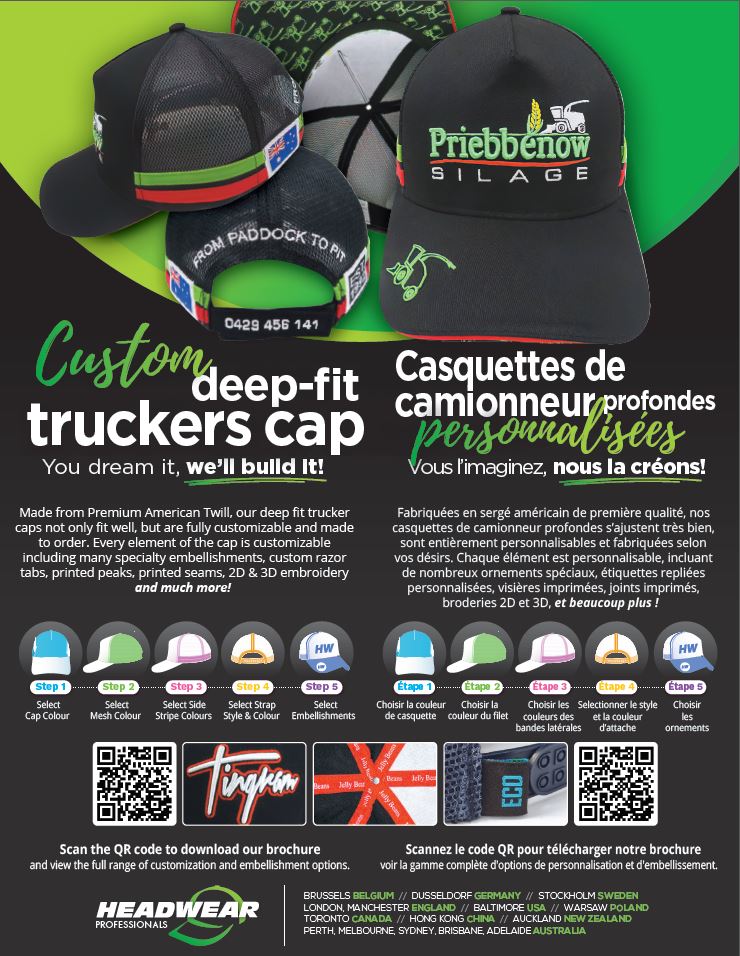 Priebbenow
SILAGE
FROM PADDOCK TO PIT
0429 456 141
Custom
deep-fit
truckers cap
You dream it, we'll build it!
Made from Premium American Twill, our deep fit trucker
caps not only fit well, but are fully customizable and made
to order. Every element of the cap is customizable
including many specialty embellishments, custom razor
tabs, printed peaks, printed seams, 2D & 3D embroidery
and much more!
Casquettes de
camionneur profondes
personnalisées
Vous l'imaginez, nous la créons!
Fabriquées en sergé américain de première qualité, nos
casquettes de camionneur profondes s'ajustent très bien,
sont entièrement personnalisables et fabriquées selon
vos désirs. Chaque élément est personnalisable, incluant
de nombreux ornements spéciaux, étiquettes repliées
personnalisées, visières imprimées, joints imprimés,
broderies 2D et 3D, et beaucoup plus !
HW
HW
Step 1
Step 2
Step 3
Step 4
Step 5
Select
Cap Colour
Select
Mesh Colour
Select Side
Stripe Colours
Select Strap
Style & Colour
Select
Embellishments
HW
HW
Étape 1
Étape 2
Étape 3
Étape 4
Étape 5
Choisir la couleur
de casquette
Choisir la
couleur du filet
Choisir les
couleurs des
bandes latérales
Selectionner le style
et la couleur
d'attache
Choisir
les
ornements
Tingram
Jelly Beans
Beans
Jelly Bea
Beans
Jelly Beans
ECO
Scan the QR code to download our brochure
and view the full range of customization and embellishment options.
Scannez le code QR pour télécharger notre brochure
voir la gamme complète d'options de personnalisation et d'embellissement.
HEADWEAR
PROFESSIONALS
BRUSSELS BELGIUM // DUSSELDORF GERMANY // STOCKHOLM SWEDEN
LONDON, MANCHESTER ENGLAND // BALTIMORE USA // WARSAW POLAND
TORONTO CANADA // HONG KONG CHINA // AUCKLAND NEW ZEALAND
PERTH, MELBOURNE, SYDNEY, BRISBANE, ADELAIDE AUSTRALIA